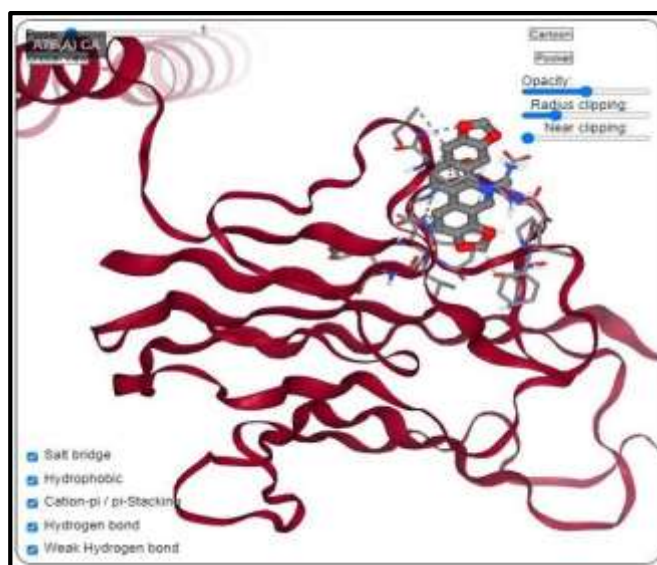 Cartoon
Pocket
Opacity:
Radius clipping:
Near clipping:
Salt bridge
Hydrophobic
Cation-pi / pi-Stacking
Hydrogen bond
Weak Hydrogen bond